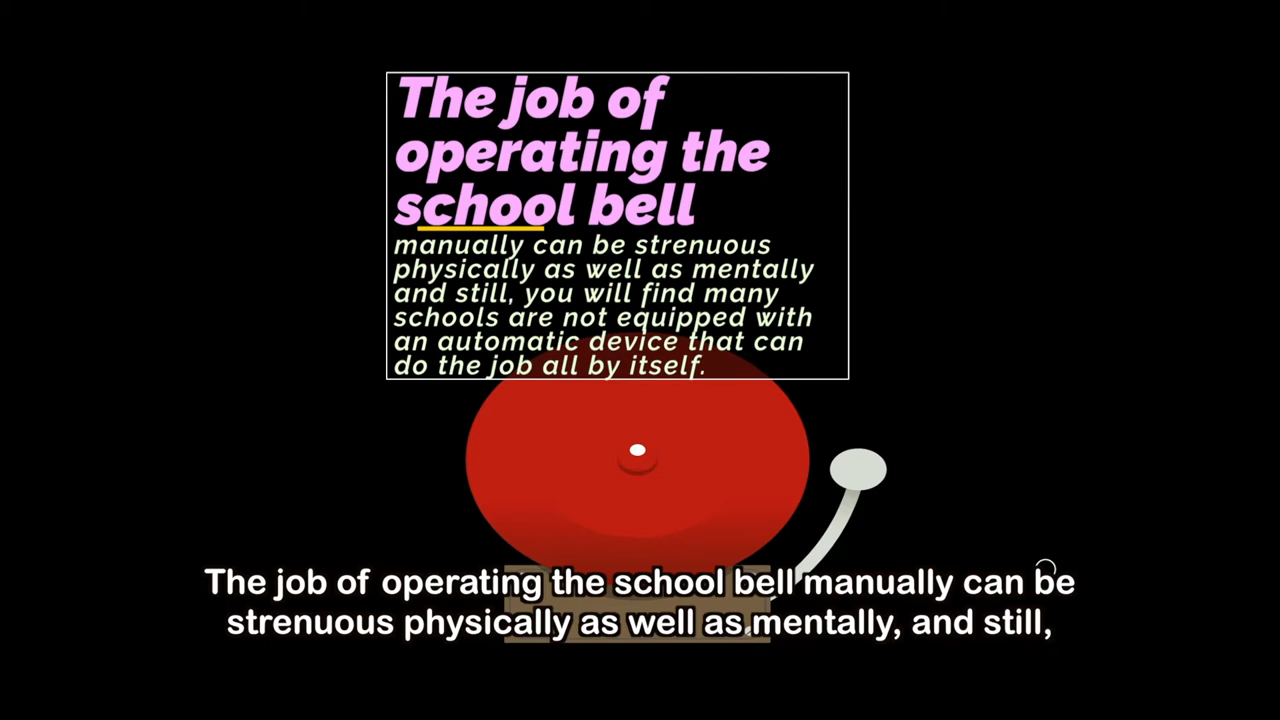 The job of
operating the
school bell
manually can be strenuous
physically as well as mentally
and still, you will find many
schools are not equipped with
an automatic device that can
do the job all by itself.
The job of operating the school bell manually can be
strenuous physically as well as mentally, and still,